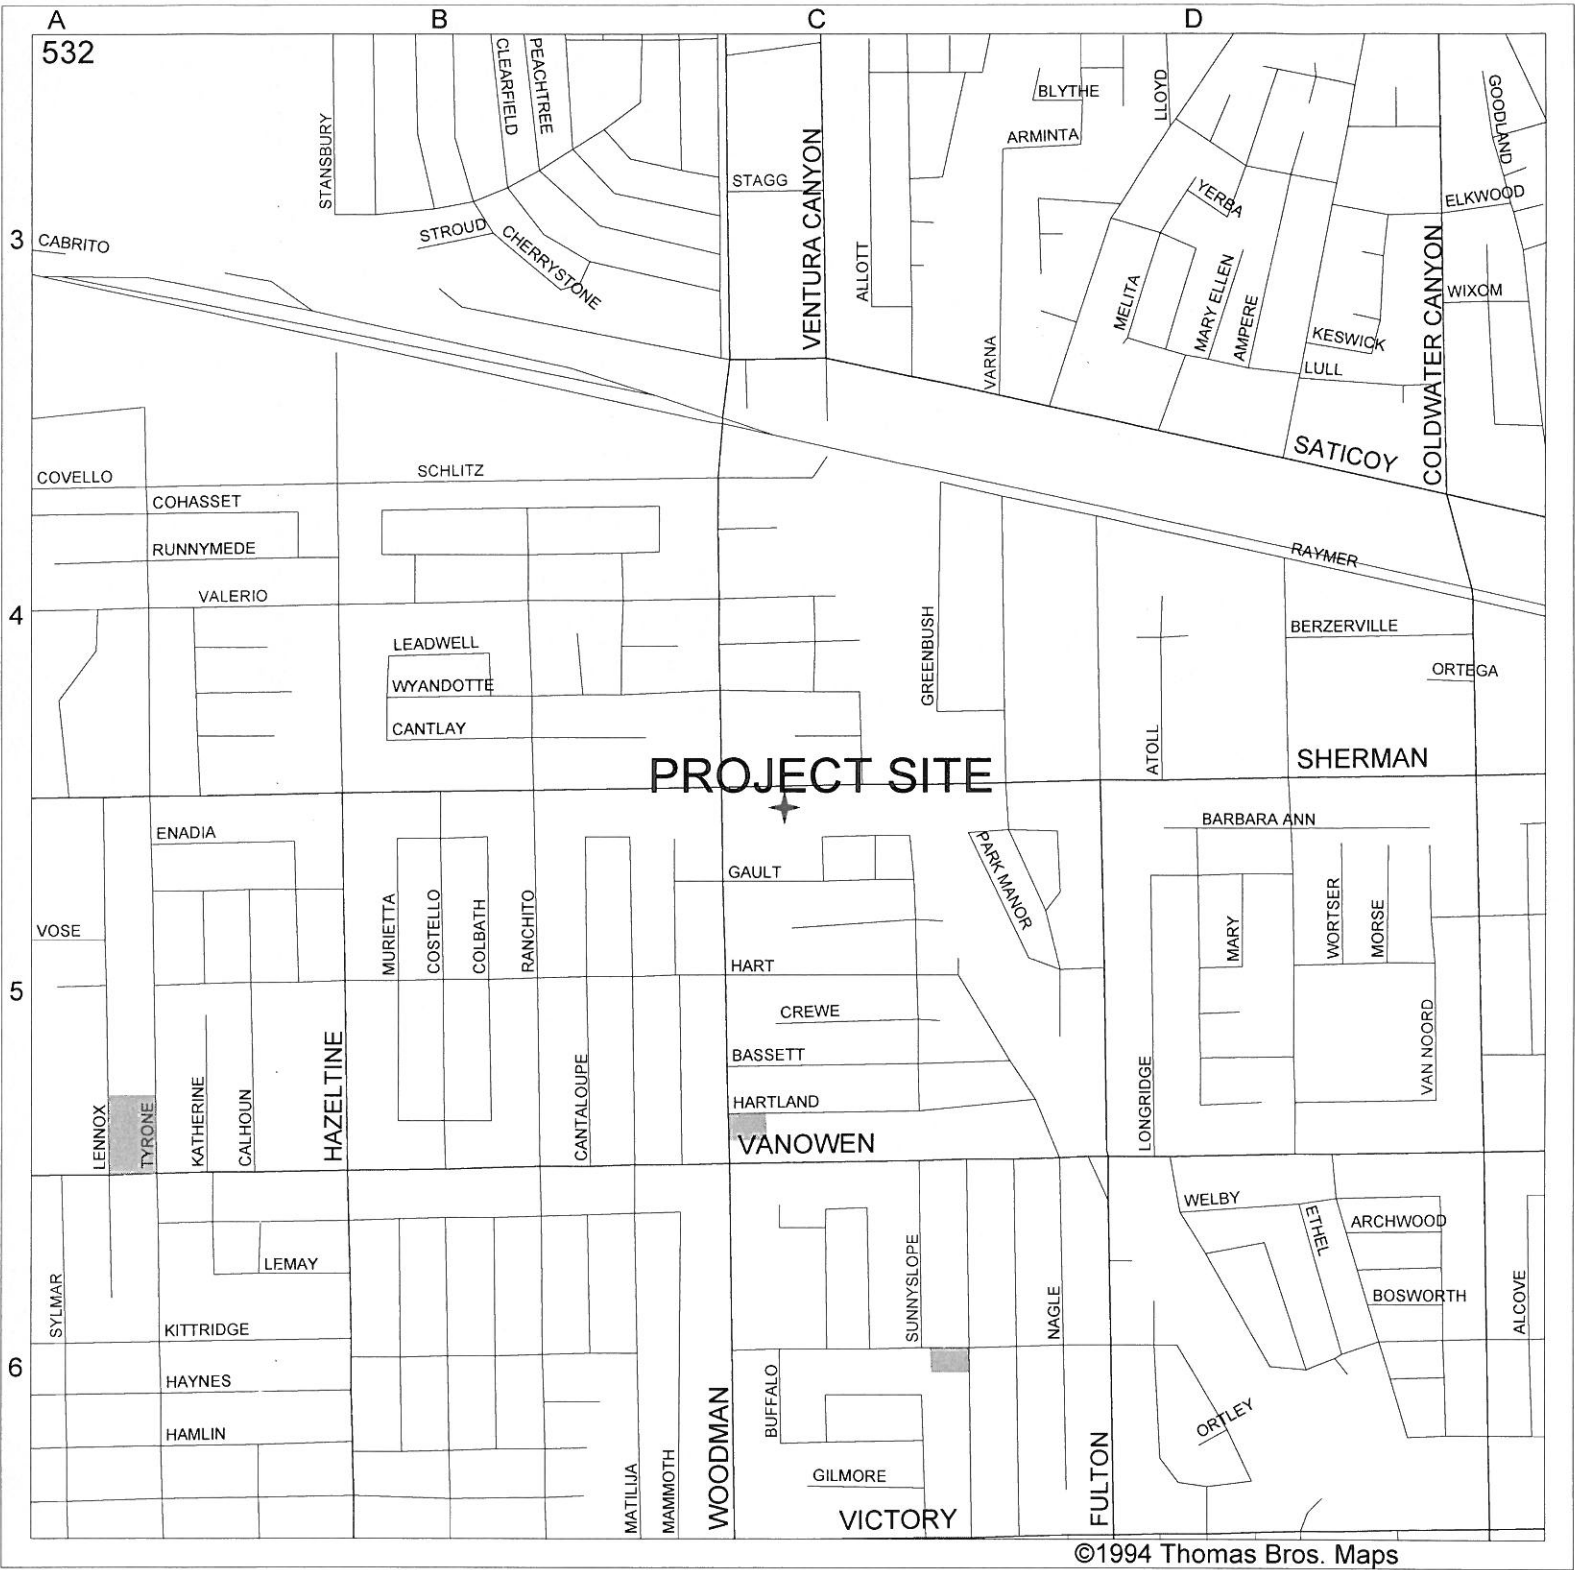 A
B
C
D
532
3
4
5
6
STANSBURY
CLEARFIELD
PEACHTREE
STROUD
CHERRYSTONE
CABRITO
STAGG
VENTURA CANYON
ALLOTT
BLYTHE
ARMINTA
LLOYD
VARNA
YERBA
MELITA
MARY ELLEN
AMPERE
KESWICK
LULL
GOODLAND
ELKWOOD
COLDWATER CANYON
WIXOM
SATICOY
COVELLO
SCHLITZ
COHASSET
RUNNYMEDE
VALERIO
LEADWELL
WYANDOTTE
CANTLAY
GREENBUSH
RAYMER
BERZERVILLE
ORTEGA
ATOLL
SHERMAN
PROJECT SITE
ENADIA
VOSE
MURIETTA
COSTELLO
COLBATH
RANCHITO
GAULT
HART
CREWE
BASSETT
HARTLAND
VANOWEN
PARK MANOR
BARBARA ANN
MARY
WORTSER
MORSE
VAN NOORD
LONGRIDGE
LENNOX
TYRONE
KATHERINE
CALHOUN
HAZELTINE
CANTALOUPE
SYLMAR
LEMAY
KITTRIDGE
HAYNES
HAMLIN
MATILIJA
MAMMOTH
WOODMAN
BUFFALO
GILMORE
VICTORY
SUNNYSLOPE
NAGLE
FULTON
WELBY
ETHEL
ARCHWOOD
BOSWORTH
ALCOVE
ORTLEY
©1994 Thomas Bros. Maps